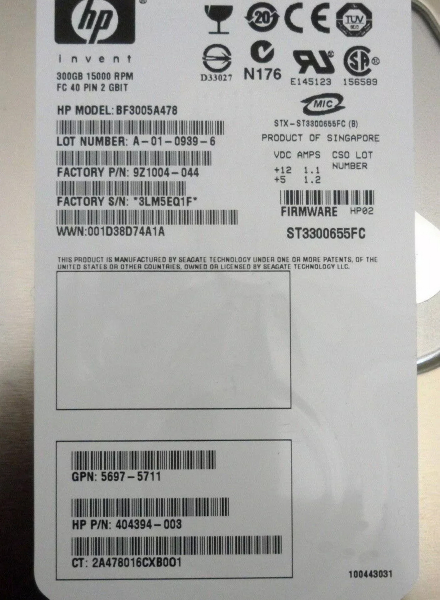 hp
invent
20
CE
TUV
D33027
N176
E145123
156589
MIC
300GB 15000 RPM
FC 40 PIN 2 GBIT
HP MODEL: BF3005A478
LOT NUMBER: A-01-0939-6
FACTORY P/N: 9Z1004-044
FACTORY S/N: "3LM5EQ1F"
WWN:001D38D74A1A
STX-ST3300655FC (B)
PRODUCT OF SINGAPORE
VDC AMPS CSO LOT
NUMBER
+12 1.1
+5 1.2
FIRMWARE HP02
ST3300655FC
THIS PRODUCT IS MANUFACTURED BY SEAGATE TECHNOLOGY UNDER ONE OR MORE PATENTS, OF THE
UNITED STATES OR OTHER COUNTRIES, OWNED OR LICENSED BY SEAGATE TECHNOLOGY LLC.
GPN: 5697-5711
HP P/N: 404394-003
CT: 2A478016CXB001
100443031